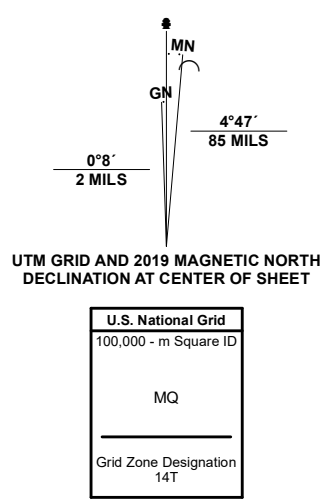 MN
GN
4°47´
85 MILS
0°8´
2 MILS
UTM GRID AND 2019 MAGNETIC NORTH
DECLINATION AT CENTER OF SHEET
U.S. National Grid
100,000 - m Square ID
MQ
Grid Zone Designation
14T